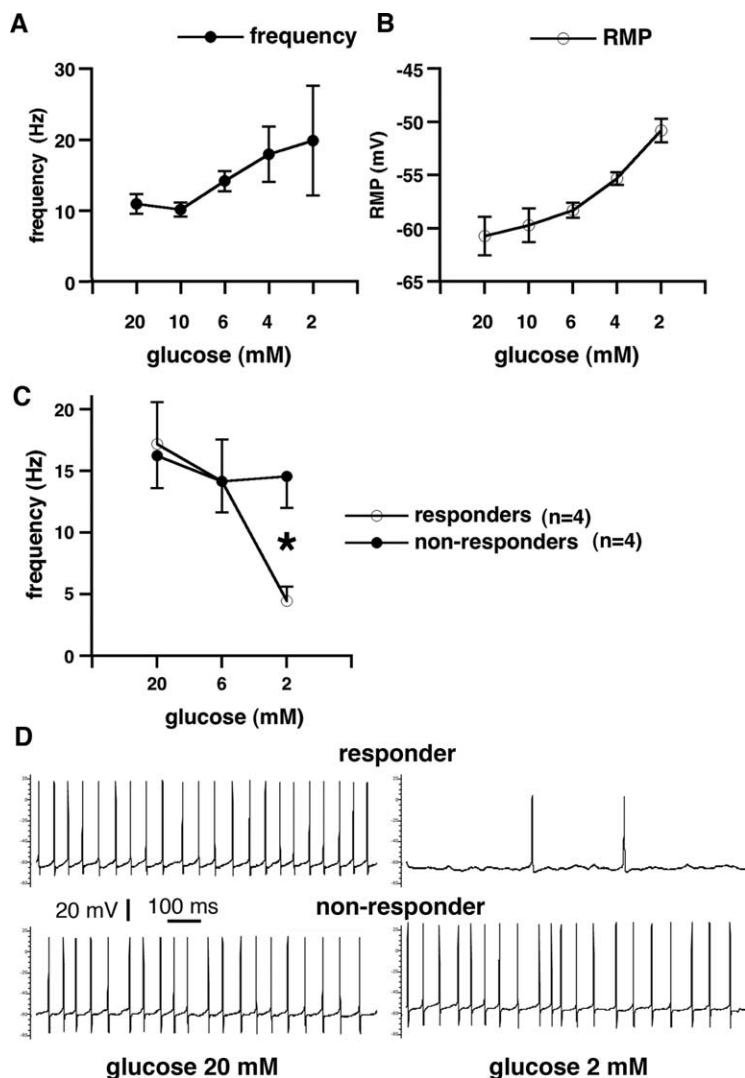 A
frequency
30
20
10
0
frequency (Hz)
20 10 6 4 2
glucose (mM)
B
RMP
-45
-50
-55
-60
-65
RMP (mV)
20 10 6 4 2
glucose (mM)
C
20
15
10
5
0
frequency (Hz)
*
20 6 2
glucose (mM)
responders (n=4)
non-responders (n=4)
D
responder
20 mV 100 ms
non-responder
glucose 20 mM glucose 2 mM